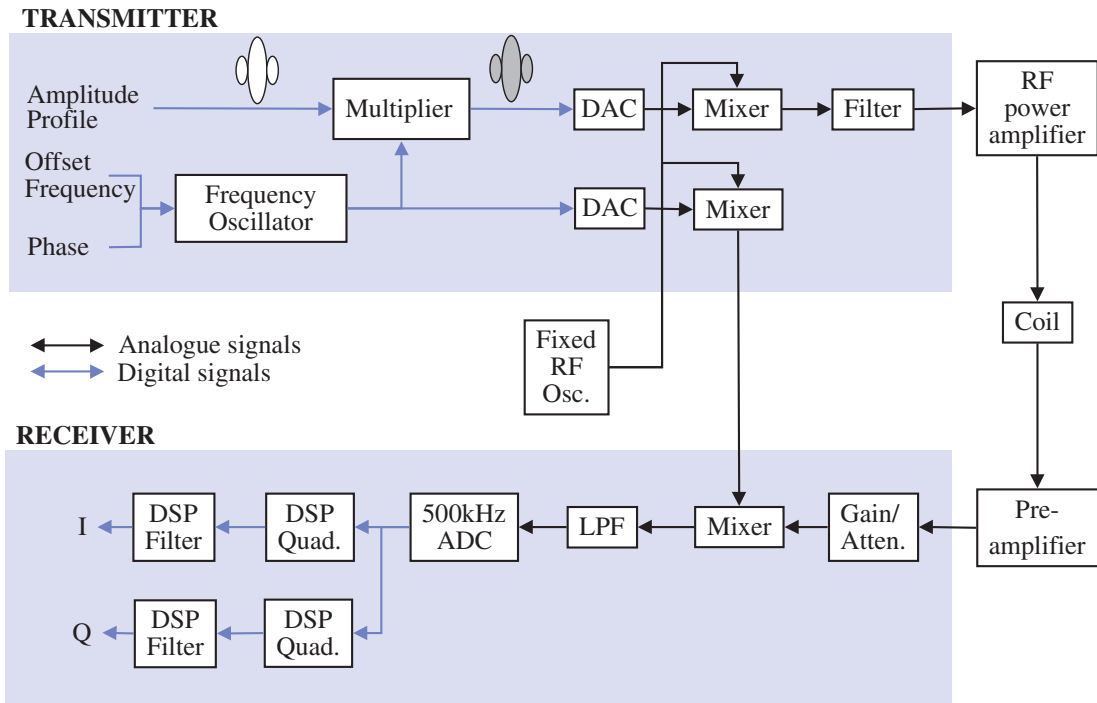 TRANSMITTER
Amplitude
Profile
Multiplier
DAC
Mixer
Filter
RF
power
amplifier
Offset
Frequency
Phase
Frequency
Oscillator
DAC
Mixer
Coil
Analogue signals
Digital signals
Fixed
RF
Osc.
RECEIVER
I
DSP
Filter
DSP
Quad.
500kHz
ADC
LPF
Mixer
Gain/
Atten.
Pre-
amplifier
Q
DSP
Filter
DSP
Quad.